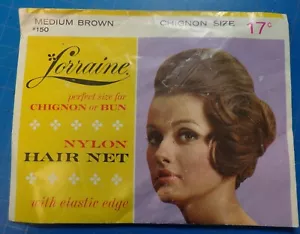 MEDIUM BROWN CHIGNON SIZE
#150 17¢
Lorraine
perfect size for
CHIGNON or BUN
NYLON
HAIR NET
with elastic edge